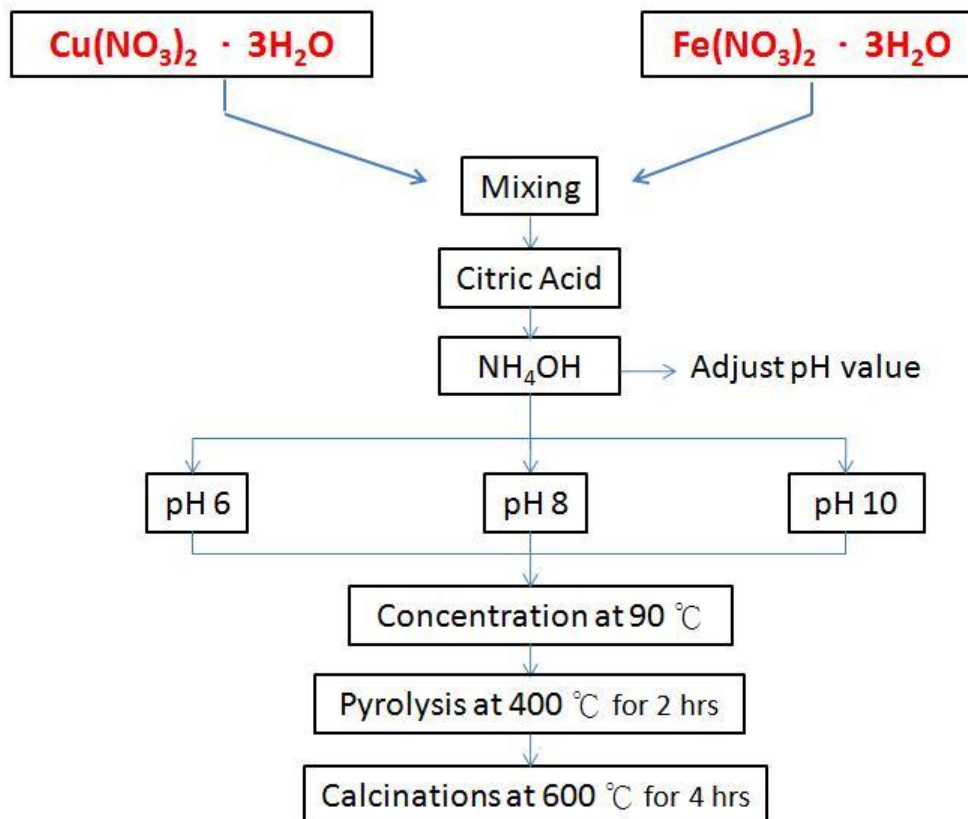 Cu(NO₃)₂ · 3H₂O
Fe(NO₃)₂ · 3H₂O
Mixing
Citric Acid
NH₄OH
Adjust pH value
pH 6
pH 8
pH 10
Concentration at 90 ℃
Pyrolysis at 400 ℃ for 2 hrs
Calcinations at 600 ℃ for 4 hrs